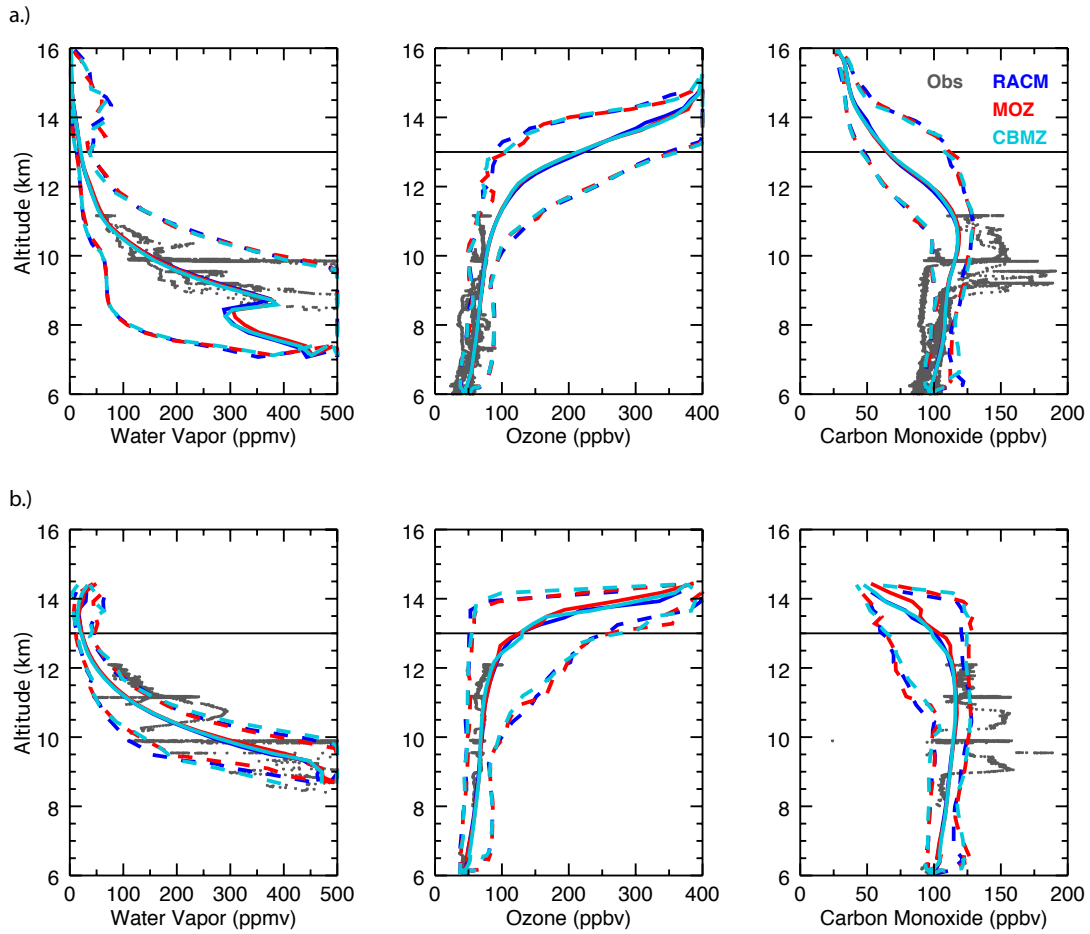 a.)
16
14
12
10
8
6
Altitude (km)
0 100 200 300 400 500
Water Vapor (ppmv)
16
14
12
10
8
6
0 100 200 300 400
Ozone (ppbv)
Obs RACM
MOZ
CBMZ
16
14
12
10
8
6
0 50 100 150 200
Carbon Monoxide (ppbv)
b.)
16
14
12
10
8
6
Altitude (km)
0 100 200 300 400 500
Water Vapor (ppmv)
16
14
12
10
8
6
0 100 200 300 400
Ozone (ppbv)
16
14
12
10
8
6
0 50 100 150 200
Carbon Monoxide (ppbv)